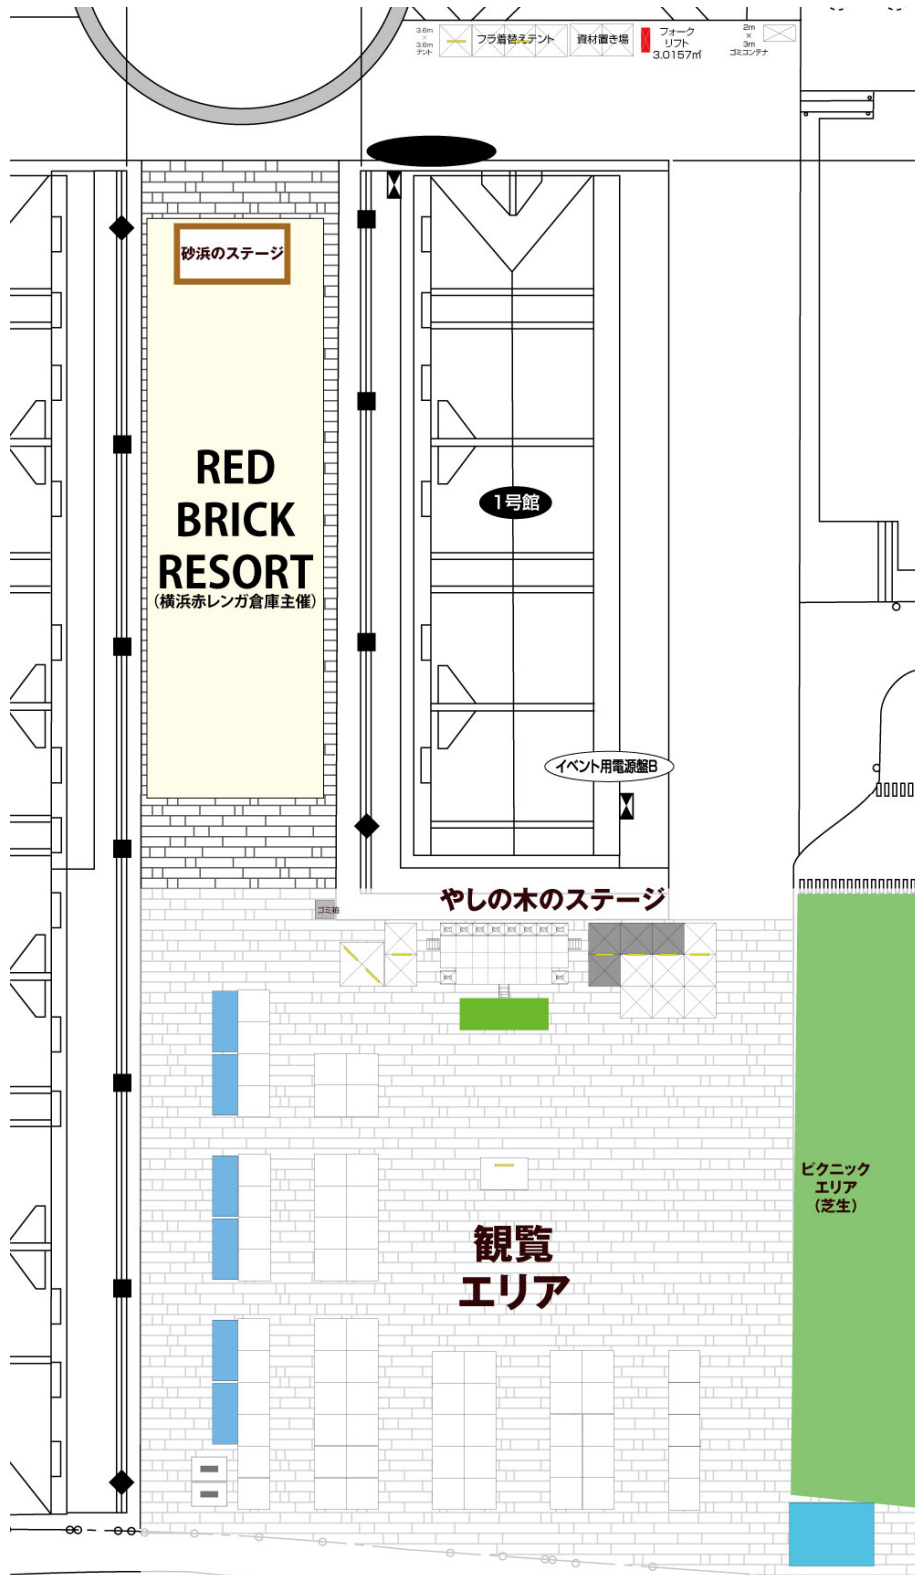 3.6m
×
3.6m
テント
フラ着替えテント
資材置き場
フォーク
リフト
3.0157㎡
2m
×
3m
ゴミコンテナ
砂浜のステージ
RED
BRICK
RESORT
(横浜赤レンガ倉庫主催)
1号館
イベント用電源盤B
やしの木のステージ
ゴミ箱
ピクニック
エリア
(芝生)
観覧
エリア